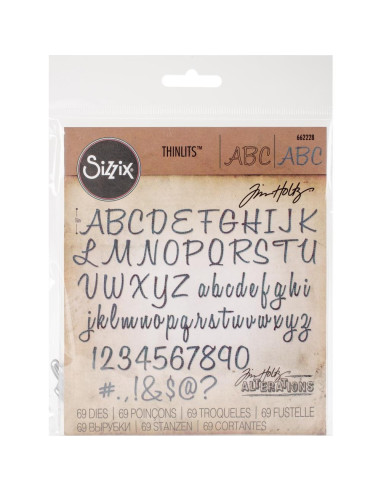 Sizzix®
THINLITS™
662228
ABC ABC
Tim Holtz
ABCDEFGHIJK
LMNOPQRSTU
VWXYZ abcdefghi
jklmnopqrstuvwxyz
1234567890
#.,!&$@?
Tim Holtz
ALTERATIONS
69 DIES | 69 POINÇONS | 69 TROQUELES | 69 FUSTELLE
69 ВЫРУБКИ | 69 STANZEN | 69 CORTANTES